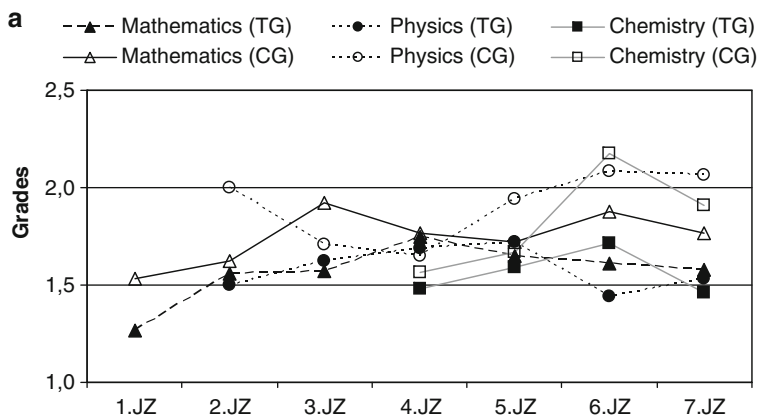 a
Mathematics (TG) Physics (TG) Chemistry (TG)
Mathematics (CG) Physics (CG) Chemistry (CG)
Grades
2,5
2,0
1,5
1,0
1.JZ 2.JZ 3.JZ 4.JZ 5.JZ 6.JZ 7.JZ